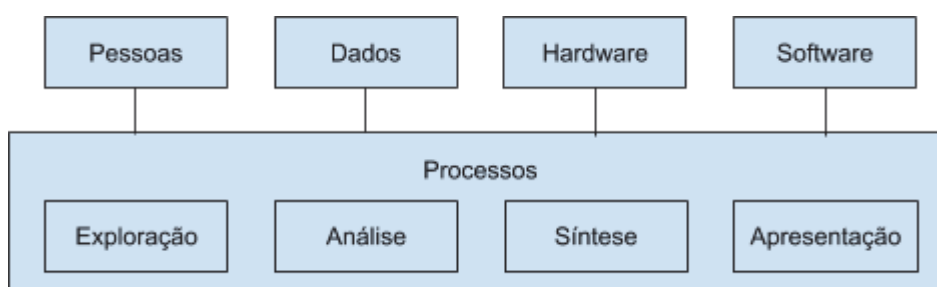 Pessoas
Dados
Hardware
Software
Processos
Exploração
Análise
Síntese
Apresentação